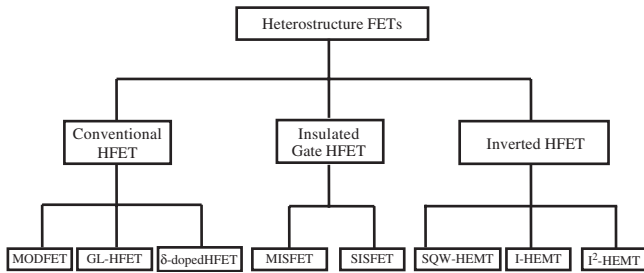 Heterostructure FETs
Conventional
HFET
Insulated
Gate HFET
Inverted HFET
MODFET
GL-HFET
δ-dopedHFET
MISFET
SISFET
SQW-HEMT
I-HEMT
I²-HEMT